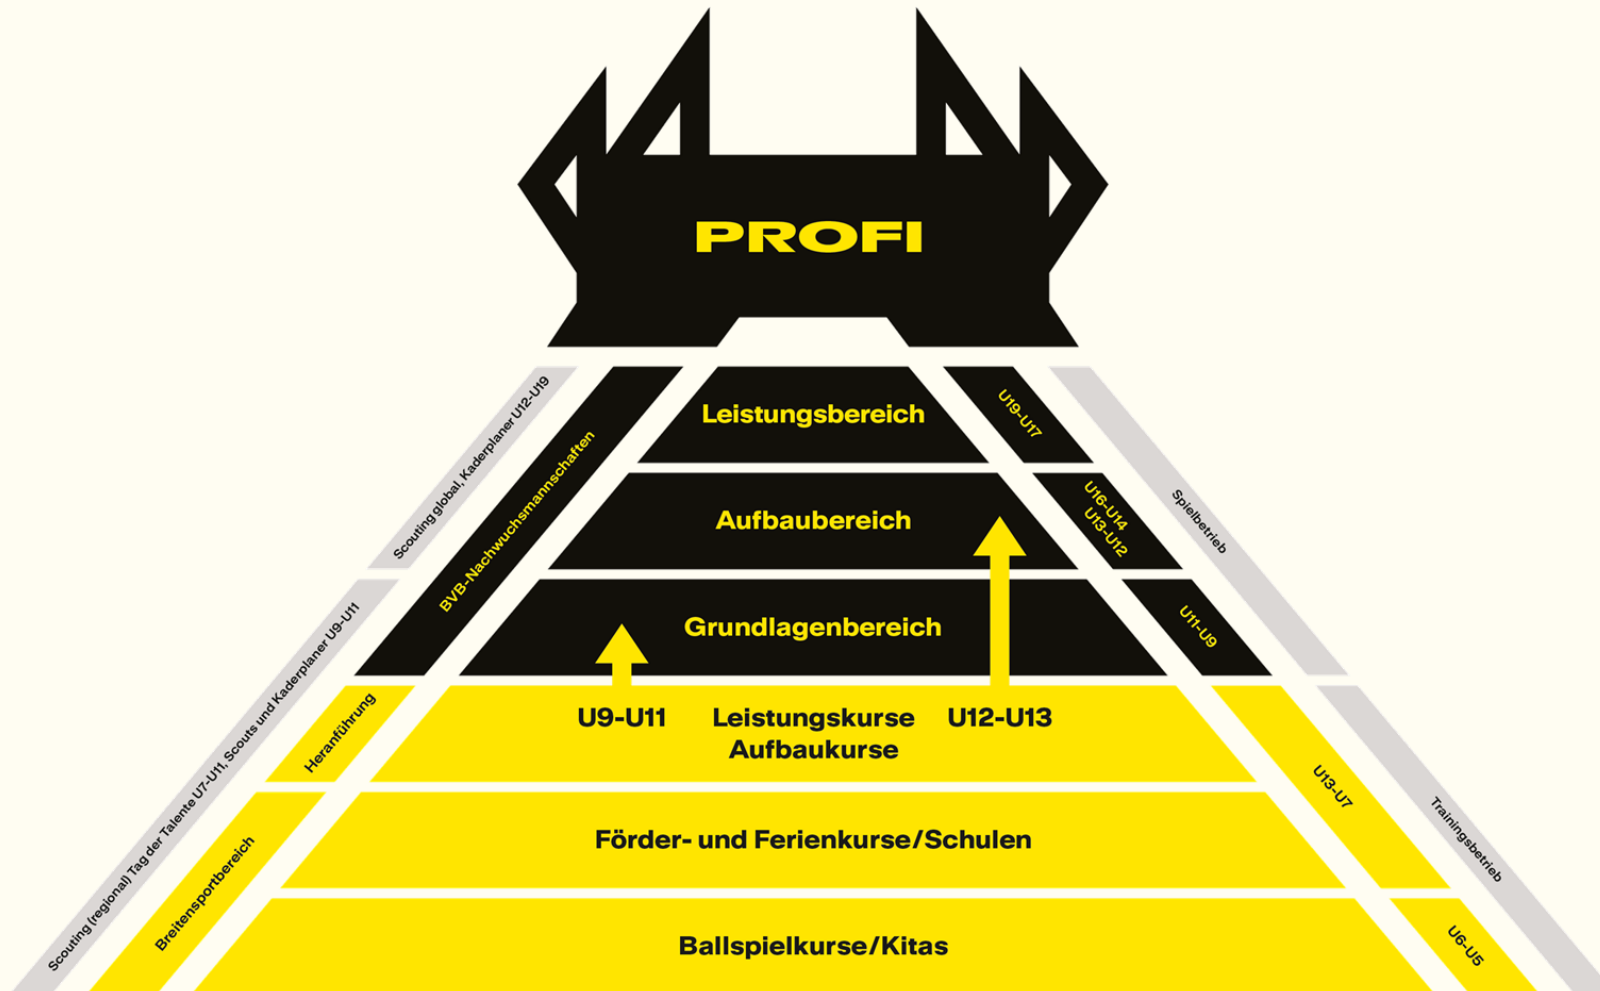 PROFI
Leistungsbereich
Aufbaubereich
Grundlagenbereich
U9-U11
Leistungskurse
Aufbaukurse
U12-U13
Förder- und Ferienkurse/Schulen
Ballspielkurse/Kitas
Scouting global, Kaderplaner U12-U19
Scouting (regional) Tag der Talente U7-U11, Scouts und Kaderplaner U9-U11
BVB-Nachwuchsmannschaften
Heranführung
Breitensportbereich
U19-U17
U16-U14
U13-U12
U11-U9
U13-U7
U6-U5
Spielbetrieb
Trainingsbetrieb